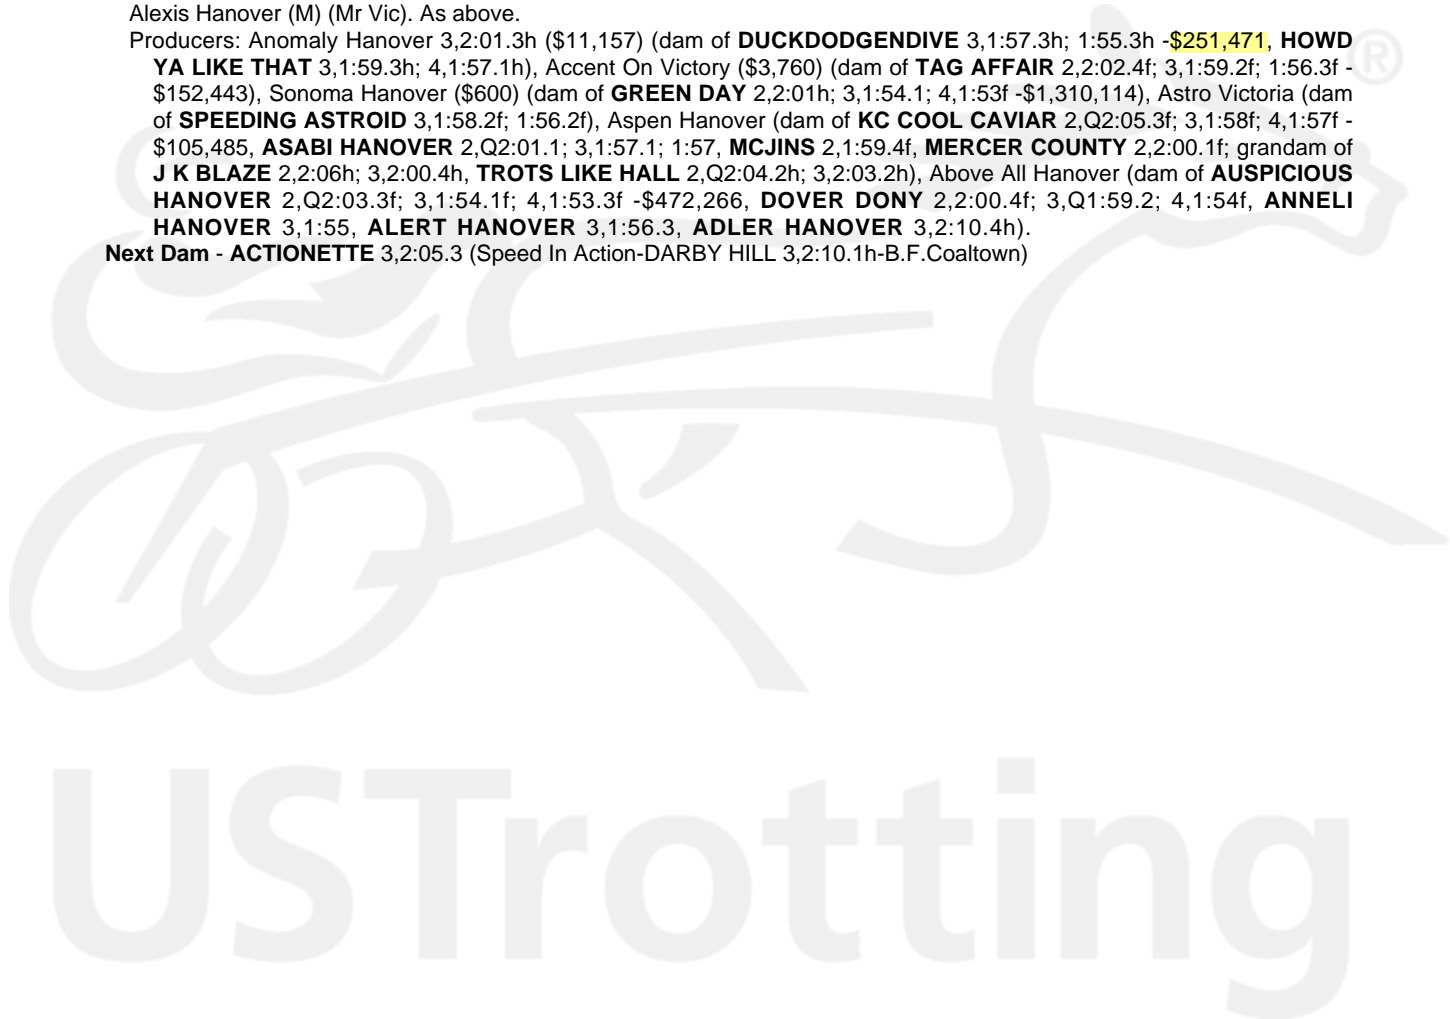 Alexis Hanover (M) (Mr Vic). As above.
Producers: Anomaly Hanover 3,2:01.3h ($11,157) (dam of DUCKDODGENDIVE 3,1:57.3h; 1:55.3h -$251,471, HOWD
YA LIKE THAT 3,1:59.3h; 4,1:57.1h), Accent On Victory ($3,760) (dam of TAG AFFAIR 2,2:02.4f; 3,1:59.2f; 1:56.3f -
$152,443), Sonoma Hanover ($600) (dam of GREEN DAY 2,2:01h; 3,1:54.1; 4,1:53f -$1,310,114), Astro Victoria (dam
of SPEEDING ASTROID 3,1:58.2f; 1:56.2f), Aspen Hanover (dam of KC COOL CAVIAR 2,Q2:05.3f; 3,1:58f; 4,1:57f -
$105,485, ASABI HANOVER 2,Q2:01.1; 3,1:57.1; 1:57, MCJINS 2,1:59.4f, MERCER COUNTY 2,2:00.1f; grandam of
J K BLAZE 2,2:06h; 3,2:00.4h, TROTS LIKE HALL 2,Q2:04.2h; 3,2:03.2h), Above All Hanover (dam of AUSPICIOUS
HANOVER 2,Q2:03.3f; 3,1:54.1f; 4,1:53.3f -$472,266, DOVER DONY 2,2:00.4f; 3,Q1:59.2; 4,1:54f, ANNELI
HANOVER 3,1:55, ALERT HANOVER 3,1:56.3, ADLER HANOVER 3,2:10.4h).
Next Dam - ACTIONETTE 3,2:05.3 (Speed In Action-DARBY HILL 3,2:10.1h-B.F.Coaltown)
®
USTrotting